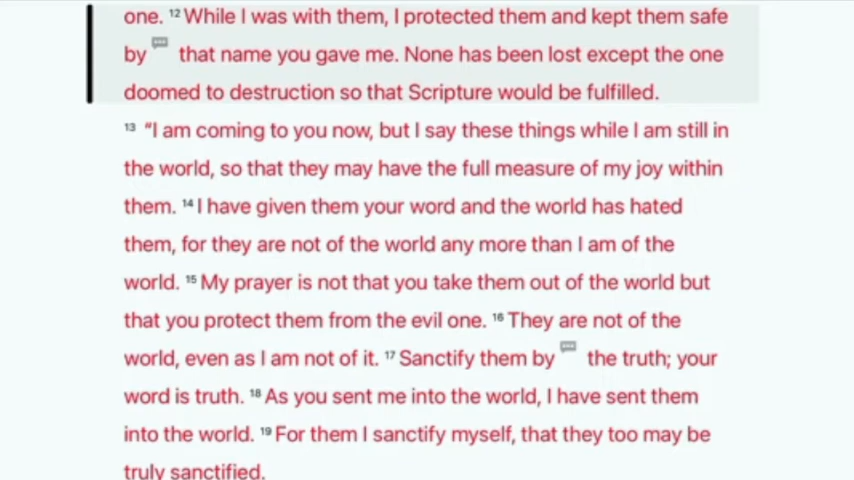 one. 12 While I was with them, I protected them and kept them safe
by that name you gave me. None has been lost except the one
doomed to destruction so that Scripture would be fulfilled.
13 “I am coming to you now, but I say these things while I am still in
the world, so that they may have the full measure of my joy within
them. 14 I have given them your word and the world has hated
them, for they are not of the world any more than I am of the
world. 15 My prayer is not that you take them out of the world but
that you protect them from the evil one. 16 They are not of the
world, even as I am not of it. 17 Sanctify them by the truth; your
word is truth. 18 As you sent me into the world, I have sent them
into the world. 19 For them I sanctify myself, that they too may be
truly sanctified.